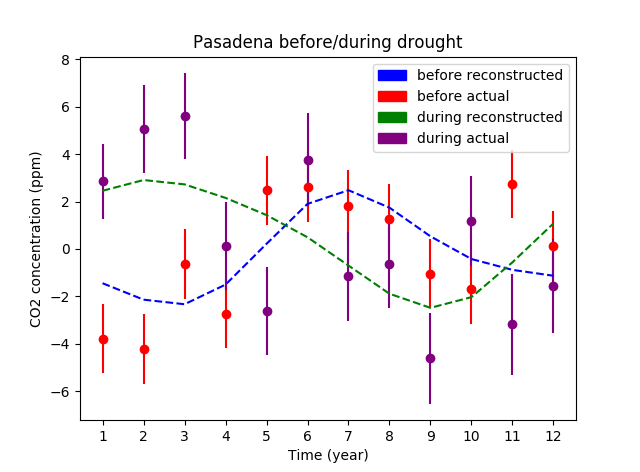 Pasadena before/during drought
8
6
4
2
0
−2
−4
−6
CO2 concentration (ppm)
before reconstructed
before actual
during reconstructed
during actual
1 2 3 4 5 6 7 8 9 10 11 12
Time (year)